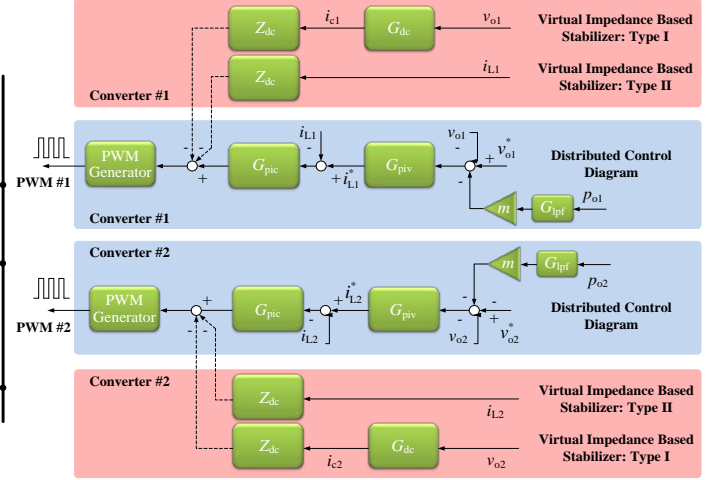 Z_dc i_c1 G_dc v_o1 Virtual Impedance Based
Stabilizer: Type I
Z_dc i_L1 Virtual Impedance Based
Stabilizer: Type II
Converter #1
PWM #1
PWM
Generator
- -
+
G_pic
i_L1
-
+ i*_L1
G_piv
v_o1
-
+ v*_o1
-
Distributed Control
Diagram
m G_lpf p_o1
Converter #1
Converter #2
m G_lpf p_o2
PWM #2
PWM
Generator
+
- -
G_pic
+ i*_L2
-
i_L2
G_piv
- -
-
v_o2
+ v*_o2
Distributed Control
Diagram
Converter #2
Z_dc i_L2 Virtual Impedance Based
Stabilizer: Type II
Z_dc i_c2 G_dc v_o2 Virtual Impedance Based
Stabilizer: Type I